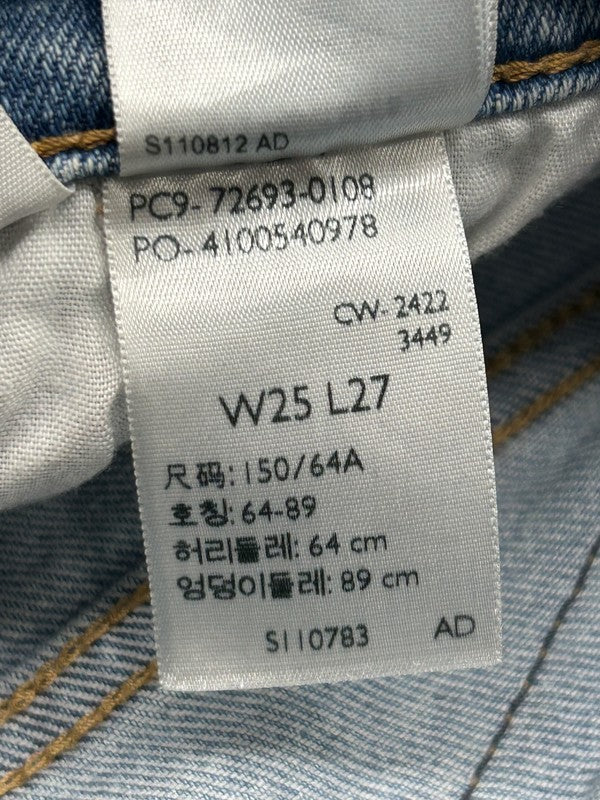 S110812 AD
PC9-72693-0108
PO-4100540978
CW-2422
3449
W25 L27
尺码:150/64A
호칭: 64-89
허리둘레: 64 cm
엉덩이둘레: 89 cm
S110783 AD